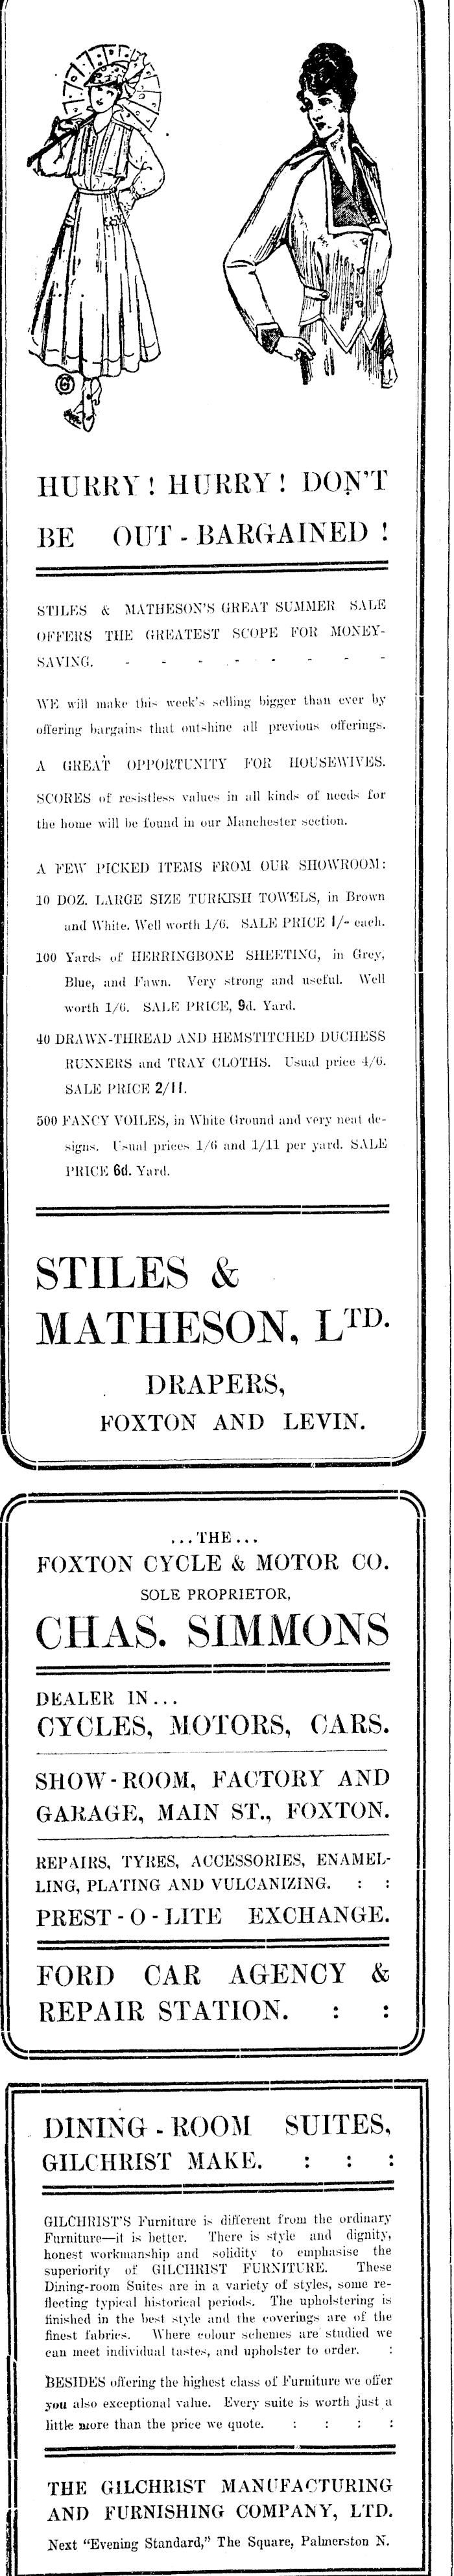 6
HURRY! HURRY! DON'T
BE OUT-BARGAINED!
STILES & MATHESON'S GREAT SUMMER SALE
OFFERS THE GREATEST SCOPE FOR MONEY-
SAVING. - - - - - - - -
WE will make this week's selling bigger than ever by
offering bargains that outshine all previous offerings.
A GREAT OPPORTUNITY FOR HOUSEWIVES.
SCORES of resistless values in all kinds of needs for
the home will be found in our Manchester section.
A FEW PICKED ITEMS FROM OUR SHOWROOM:
10 DOZ. LARGE SIZE TURKISH TOWELS, in Brown
and White. Well worth 1/6. SALE PRICE 1/- each.
100 Yards of HERRINGBONE SHEETING, in Grey,
Blue, and Fawn. Very strong and useful. Well
worth 1/6. SALE PRICE, 9d. Yard.
40 DRAWN-THREAD AND HEMSTITCHED DUCHESS
RUNNERS and TRAY CLOTHS. Usual price 4/6.
SALE PRICE 2/11.
500 FANCY VOILES, in White Ground and very neat de-
signs. Usual prices 1/6 and 1/11 per yard. SALE
PRICE 6d. Yard.
STILES &
MATHESON, LTD.
DRAPERS,
FOXTON AND LEVIN.
...THE...
FOXTON CYCLE & MOTOR CO.
SOLE PROPRIETOR,
CHAS. SIMMONS
DEALER IN...
CYCLES, MOTORS, CARS.
SHOW-ROOM, FACTORY AND
GARAGE, MAIN ST., FOXTON.
REPAIRS, TYRES, ACCESSORIES, ENAMEL-
LING, PLATING AND VULCANIZING. : :
PREST-O-LITE EXCHANGE.
FORD CAR AGENCY &
REPAIR STATION. : :
DINING-ROOM SUITES,
GILCHRIST MAKE. : : :
GILCHRIST'S Furniture is different from the ordinary
Furniture—it is better. There is style and dignity,
honest workmanship and solidity to emphasise the
superiority of GILCHRIST FURNITURE. These
Dining-room Suites are in a variety of styles, some re-
flecting typical historical periods. The upholstering is
finished in the best style and the coverings are of the
finest fabrics. Where colour schemes are studied we
can meet individual tastes, and upholster to order. :
BESIDES offering the highest class of Furniture we offer
you also exceptional value. Every suite is worth just a
little more than the price we quote. : : : :
THE GILCHRIST MANUFACTURING
AND FURNISHING COMPANY, LTD.
Next "Evening Standard," The Square, Palmerston N.